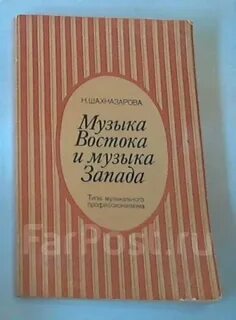 Н. ШАХНАЗАРОВА
Музыка
Востока
и музыка
Запада
Типы музыкального
профессионализма
FarPost.ru